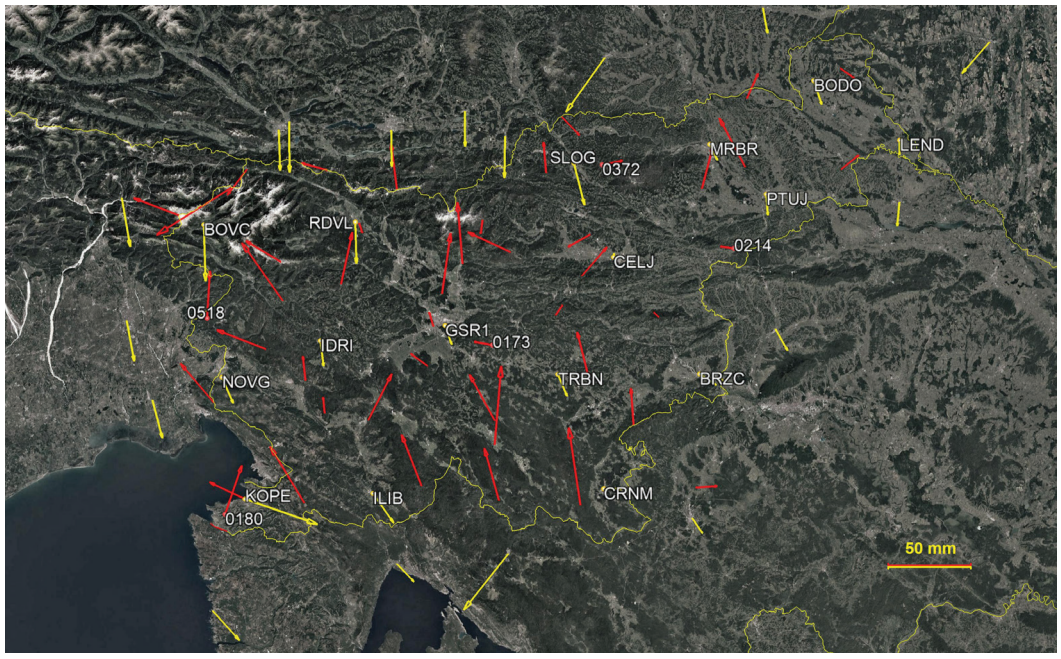 BODO
LEND
MRBR
SLOG
0372
PTUJ
RDVL
BOVC
0214
CELJ
0518
GSR1
0173
IDRI
NOVG
TRBN
BRZC
KOPE
ILIB
CRNM
0180
50 mm